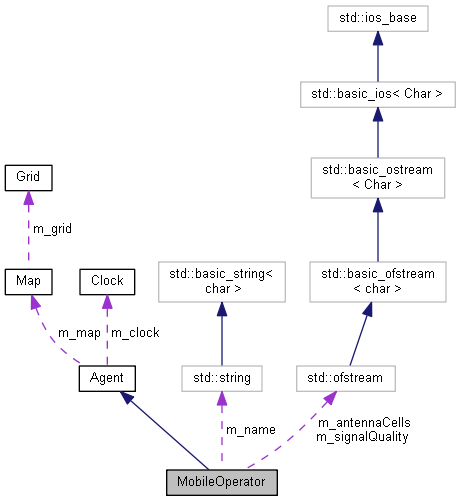 std::ios_base
std::basic_ios< Char >
std::basic_ostream
< Char >
Grid
m_grid
Map
Clock
std::basic_string<
char >
std::basic_ofstream
< char >
m_map
m_clock
Agent
std::string
std::ofstream
m_name
m_antennaCells
m_signalQuality
MobileOperator